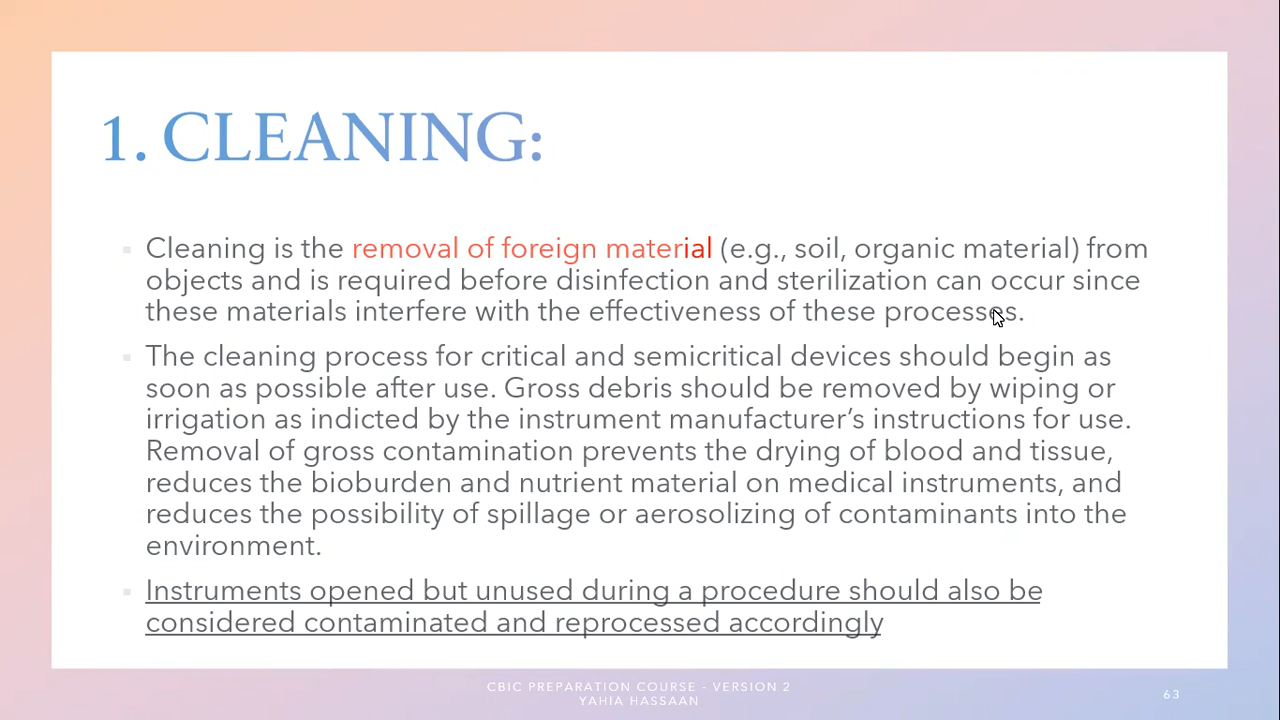 1. CLEANING:
Cleaning is the removal of foreign material (e.g., soil, organic material) from
objects and is required before disinfection and sterilization can occur since
these materials interfere with the effectiveness of these processes.
The cleaning process for critical and semicritical devices should begin as
soon as possible after use. Gross debris should be removed by wiping or
irrigation as indicted by the instrument manufacturer’s instructions for use.
Removal of gross contamination prevents the drying of blood and tissue,
reduces the bioburden and nutrient material on medical instruments, and
reduces the possibility of spillage or aerosolizing of contaminants into the
environment.
Instruments opened but unused during a procedure should also be
considered contaminated and reprocessed accordingly
CBIC PREPARATION COURSE - VERSION 2
YAHIA HASSAAN
63